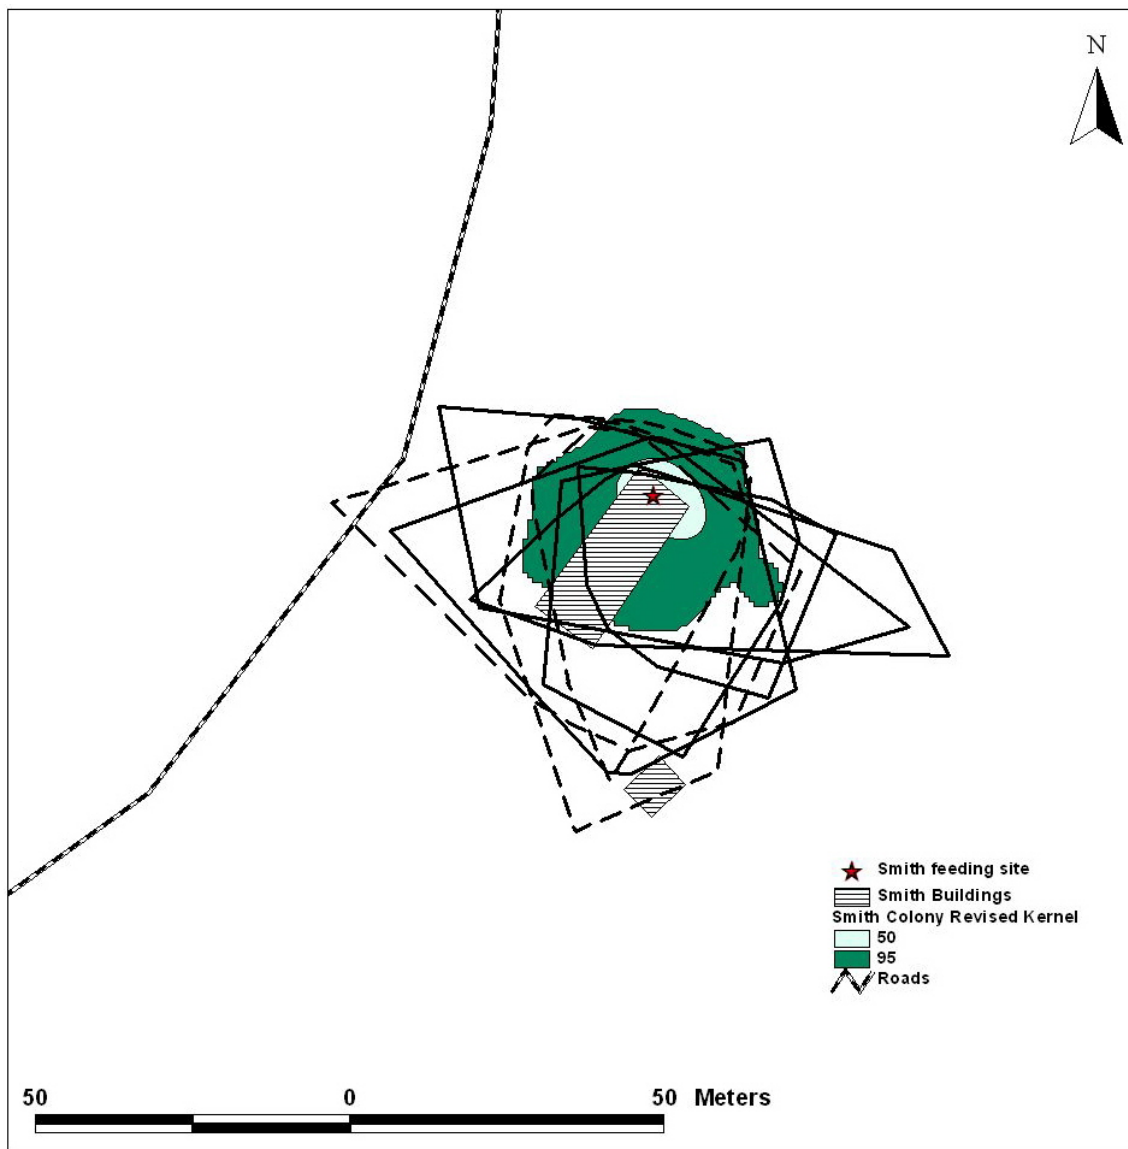 N
Smith feeding site
Smith Buildings
Smith Colony Revised Kernel
50
95
Roads
50 0 50 Meters